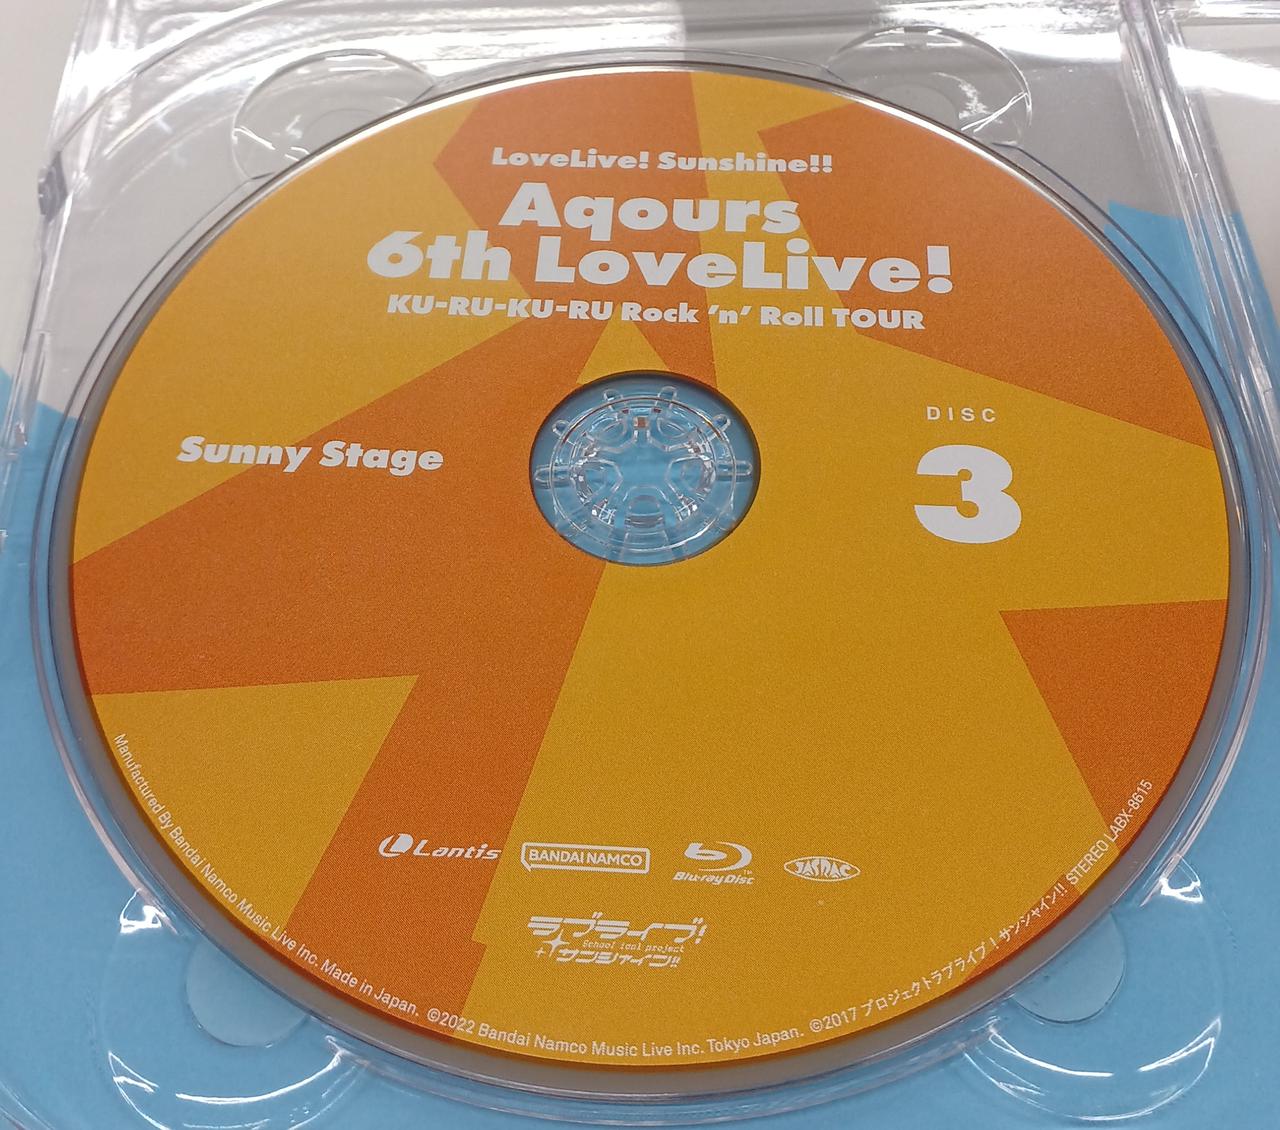 LoveLive! Sunshine!!
Aqours
6th LoveLive!
KU-RU-KU-RU Rock 'n' Roll TOUR
Sunny Stage
DISC
3
Lantis
BANDAI NAMCO
Blu-ray Disc™
JASRAC
ラブライブ!
School idol project
サンシャイン!!
Manufactured By Bandai Namco Music Live Inc. Made in Japan. ©2022 Bandai Namco Music Live Inc. Tokyo Japan. ©2017 プロジェクトラブライブ！サンシャイン!! STEREO LABX-8615